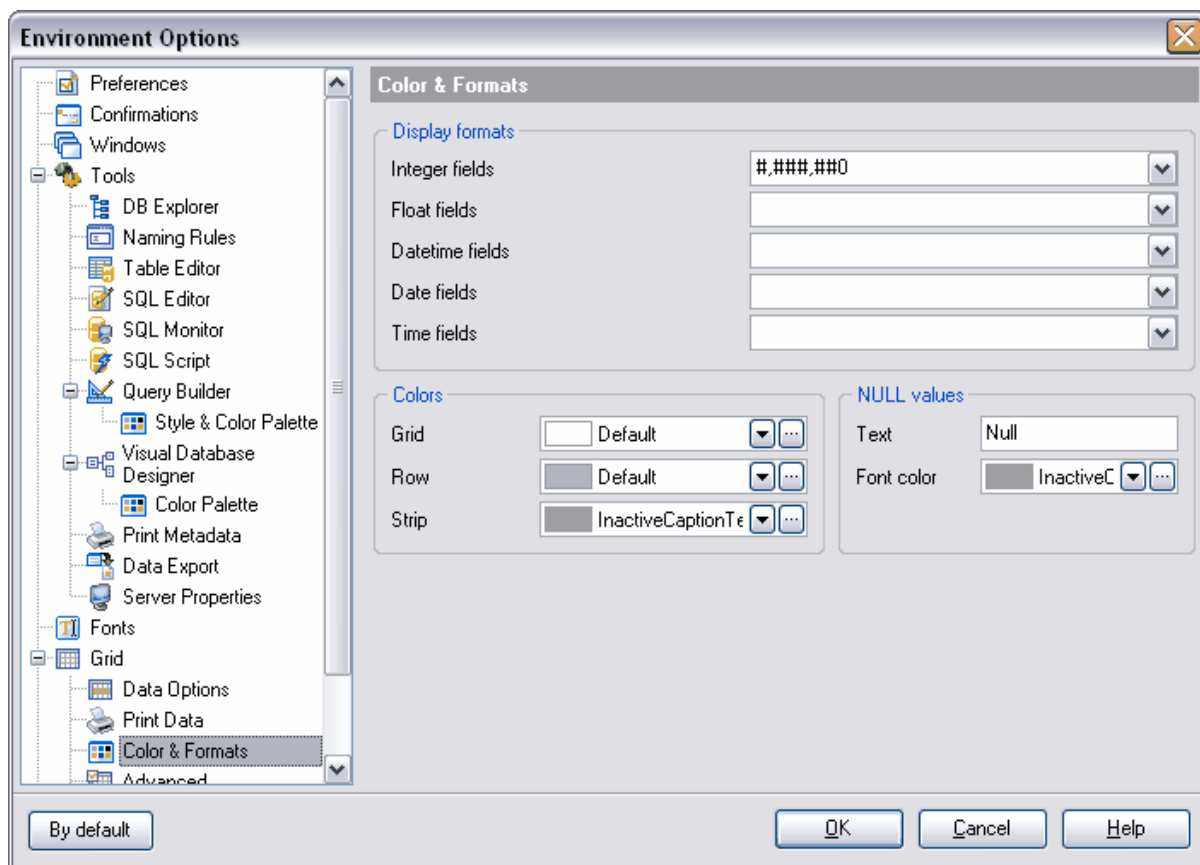 Environment Options
Preferences
Confirmations
Windows
Tools
DB Explorer
Naming Rules
Table Editor
SQL Editor
SQL Monitor
SQL Script
Query Builder
Style & Color Palette
Visual Database
Designer
Color Palette
Print Metadata
Data Export
Server Properties
Fonts
Grid
Data Options
Print Data
Color & Formats
Advanced
Color & Formats
Display formats
Integer fields #,###,##0
Float fields
Datetime fields
Date fields
Time fields
Colors
Grid Default
Row Default
Strip InactiveCaptionTe
NULL values
Text Null
Font color InactiveC
By default
OK
Cancel
Help